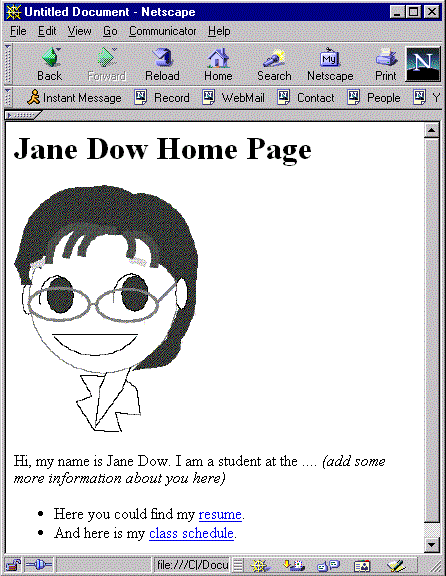 Untitled Document - Netscape
File Edit View Go Communicator Help
Back Forward Reload Home Search Netscape Print
My N
Instant Message Record WebMail Contact People Y
Jane Dow Home Page
Hi, my name is Jane Dow. I am a student at the .... (add some
more information about you here)
Here you could find my resume.
And here is my class schedule.
file:///C|/Docu